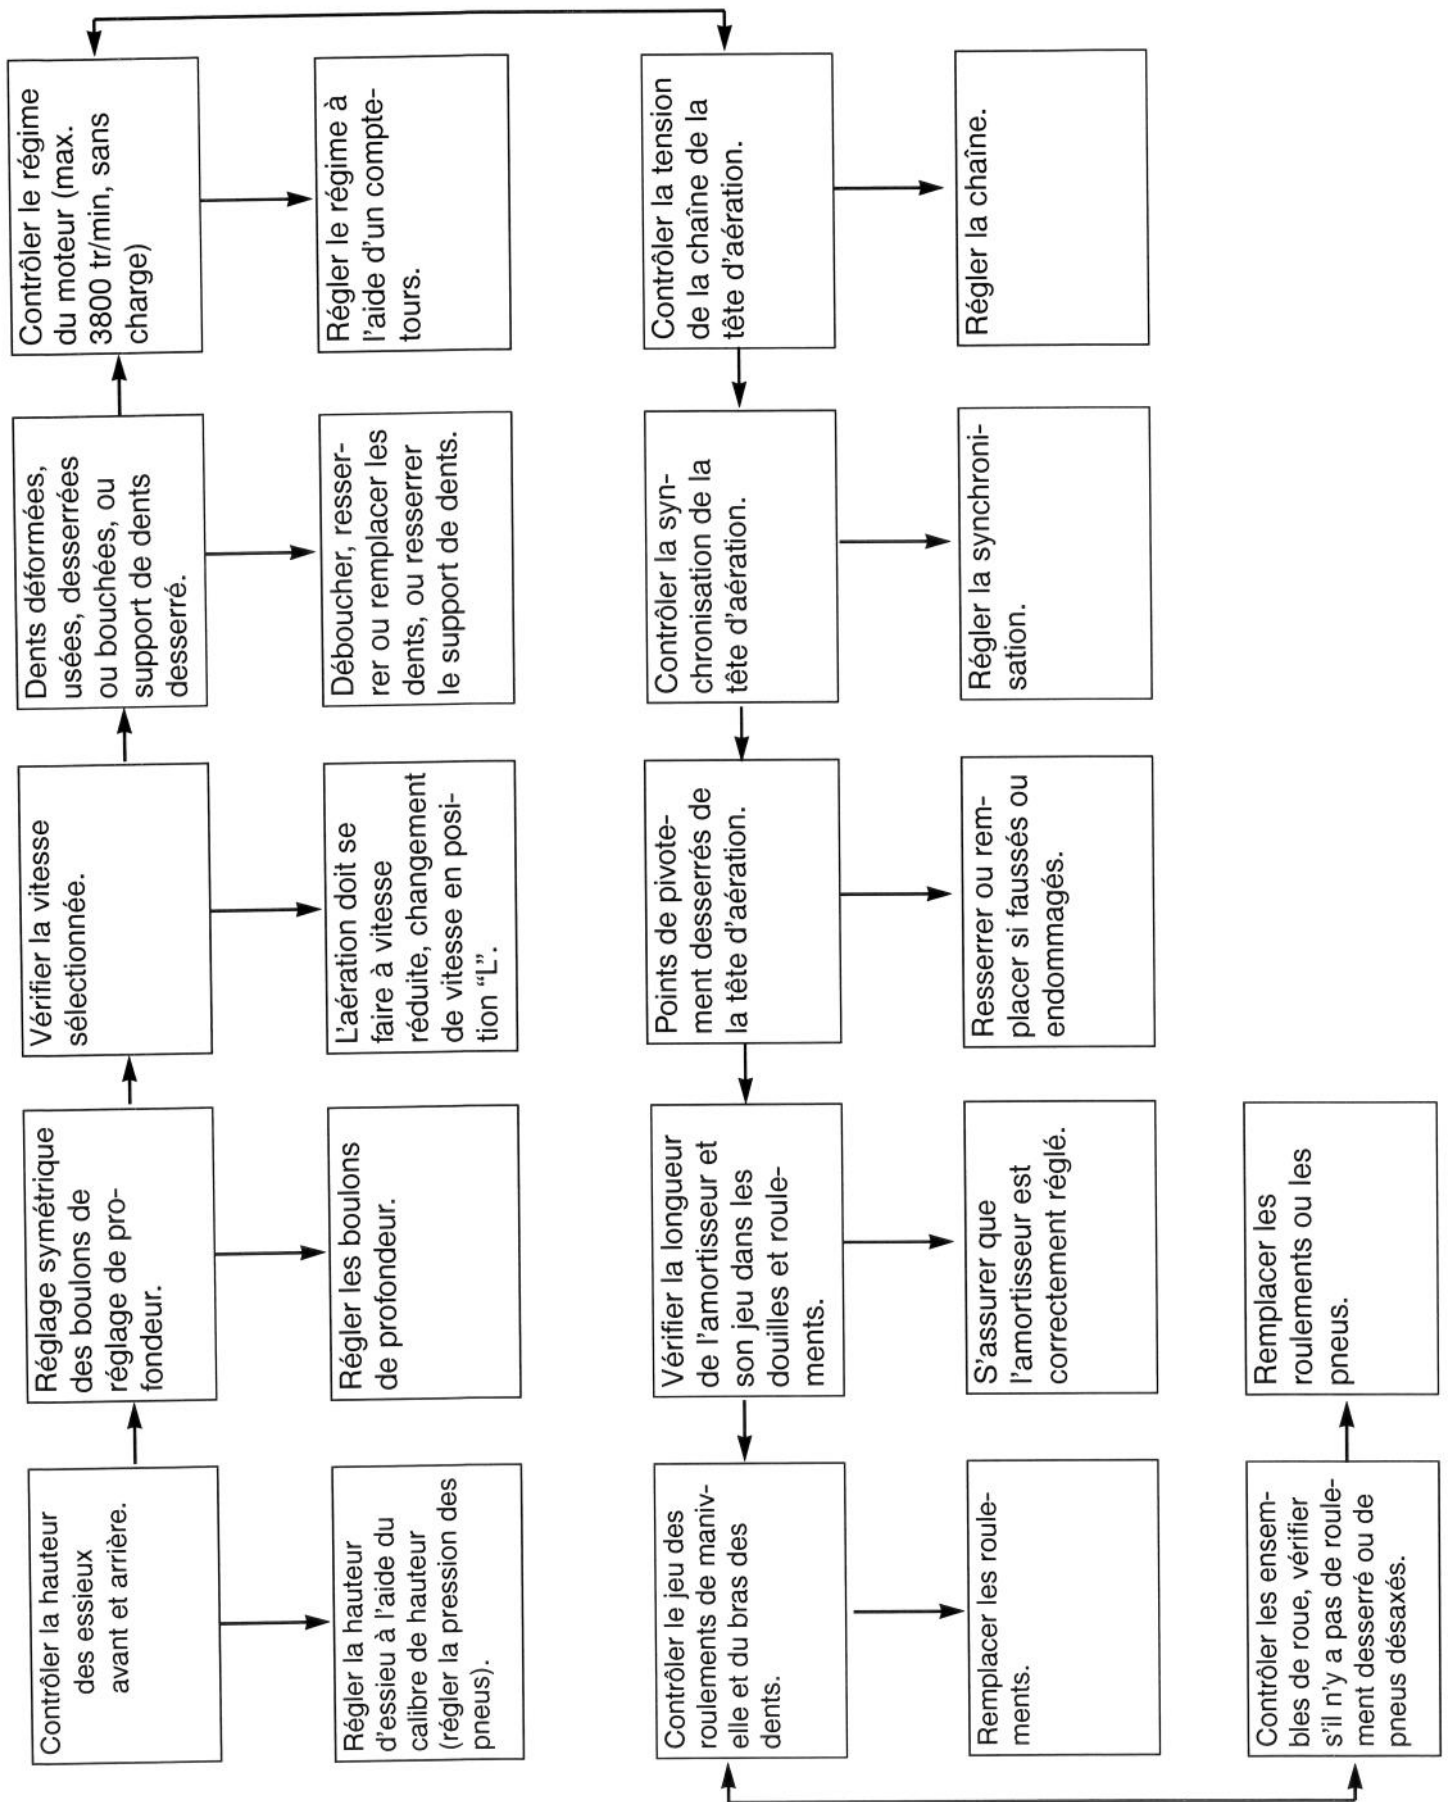 Contrôler la hauteur
des essieux
avant et arrière.
Régler la hauteur
d'essieu à l'aide du
calibre de hauteur
(régler la pression des
pneus).
Réglage symétrique
des boulons de
réglage de pro-
fondeur.
Régler les boulons
de profondeur.
Vérifier la vitesse
sélectionnée.
L'aération doit se
faire à vitesse
réduite, changement
de vitesse en posi-
tion “L”.
Dents déformées,
usées, desserrées
ou bouchées, ou
support de dents
desserré.
Déboucher, resser-
rer ou remplacer les
dents, ou resserrer
le support de dents.
Contrôler le régime
du moteur (max.
3800 tr/min, sans
charge)
Régler le régime à
l'aide d'un compte-
tours.
Contrôler la tension
de la chaîne de la
tête d'aération.
Régler la chaîne.
Contrôler la syn-
chronisation de la
tête d'aération.
Régler la synchroni-
sation.
Points de pivote-
ment desserrés de
la tête d'aération.
Resserrer ou rem-
placer si faussés ou
endommagés.
Vérifier la longueur
de l'amortisseur et
son jeu dans les
douilles et roule-
ments.
S'assurer que
l'amortisseur est
correctement réglé.
Contrôler le jeu des
roulements de maniv-
elle et du bras des
dents.
Remplacer les roule-
ments.
Contrôler les ensem-
bles de roue, vérifier
s'il n'y a pas de roule-
ment desserré ou de
pneus désaxés.
Remplacer les
roulements ou les
pneus.